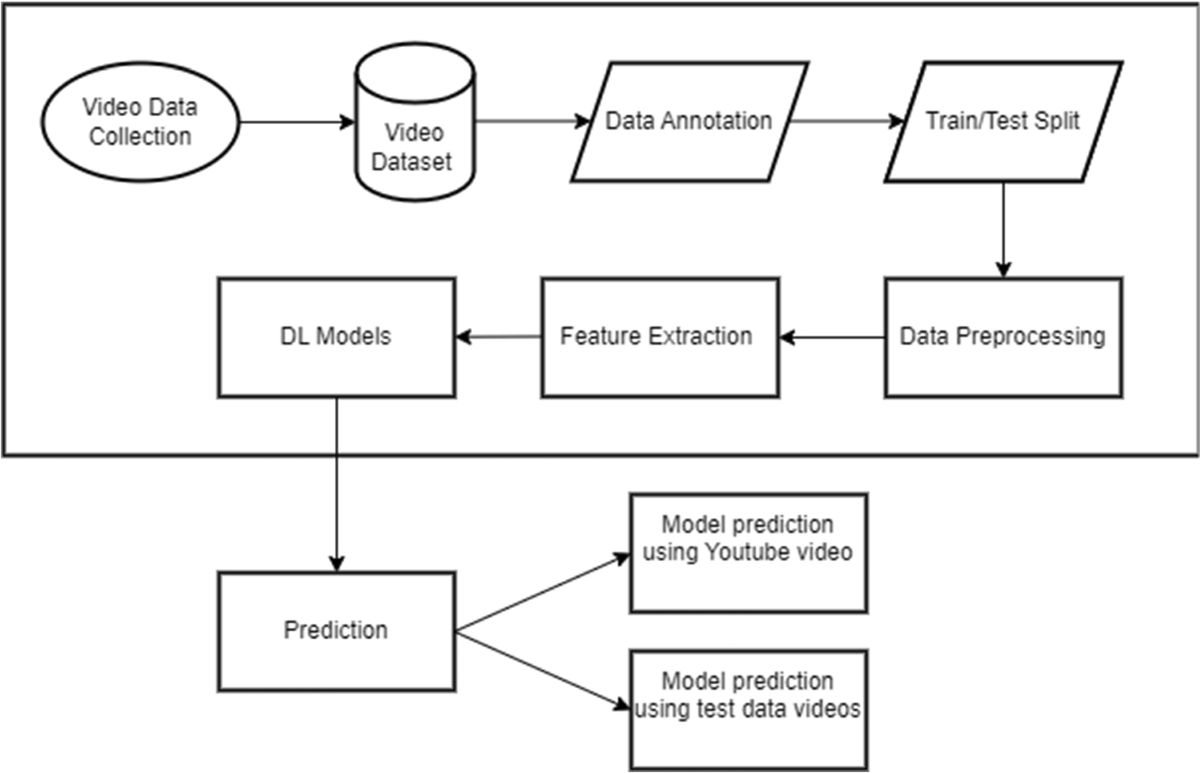 Video Data
Collection
Video
Dataset
Data Annotation
Train/Test Split
Data Preprocessing
Feature Extraction
DL Models
Prediction
Model prediction
using Youtube video
Model prediction
using test data videos